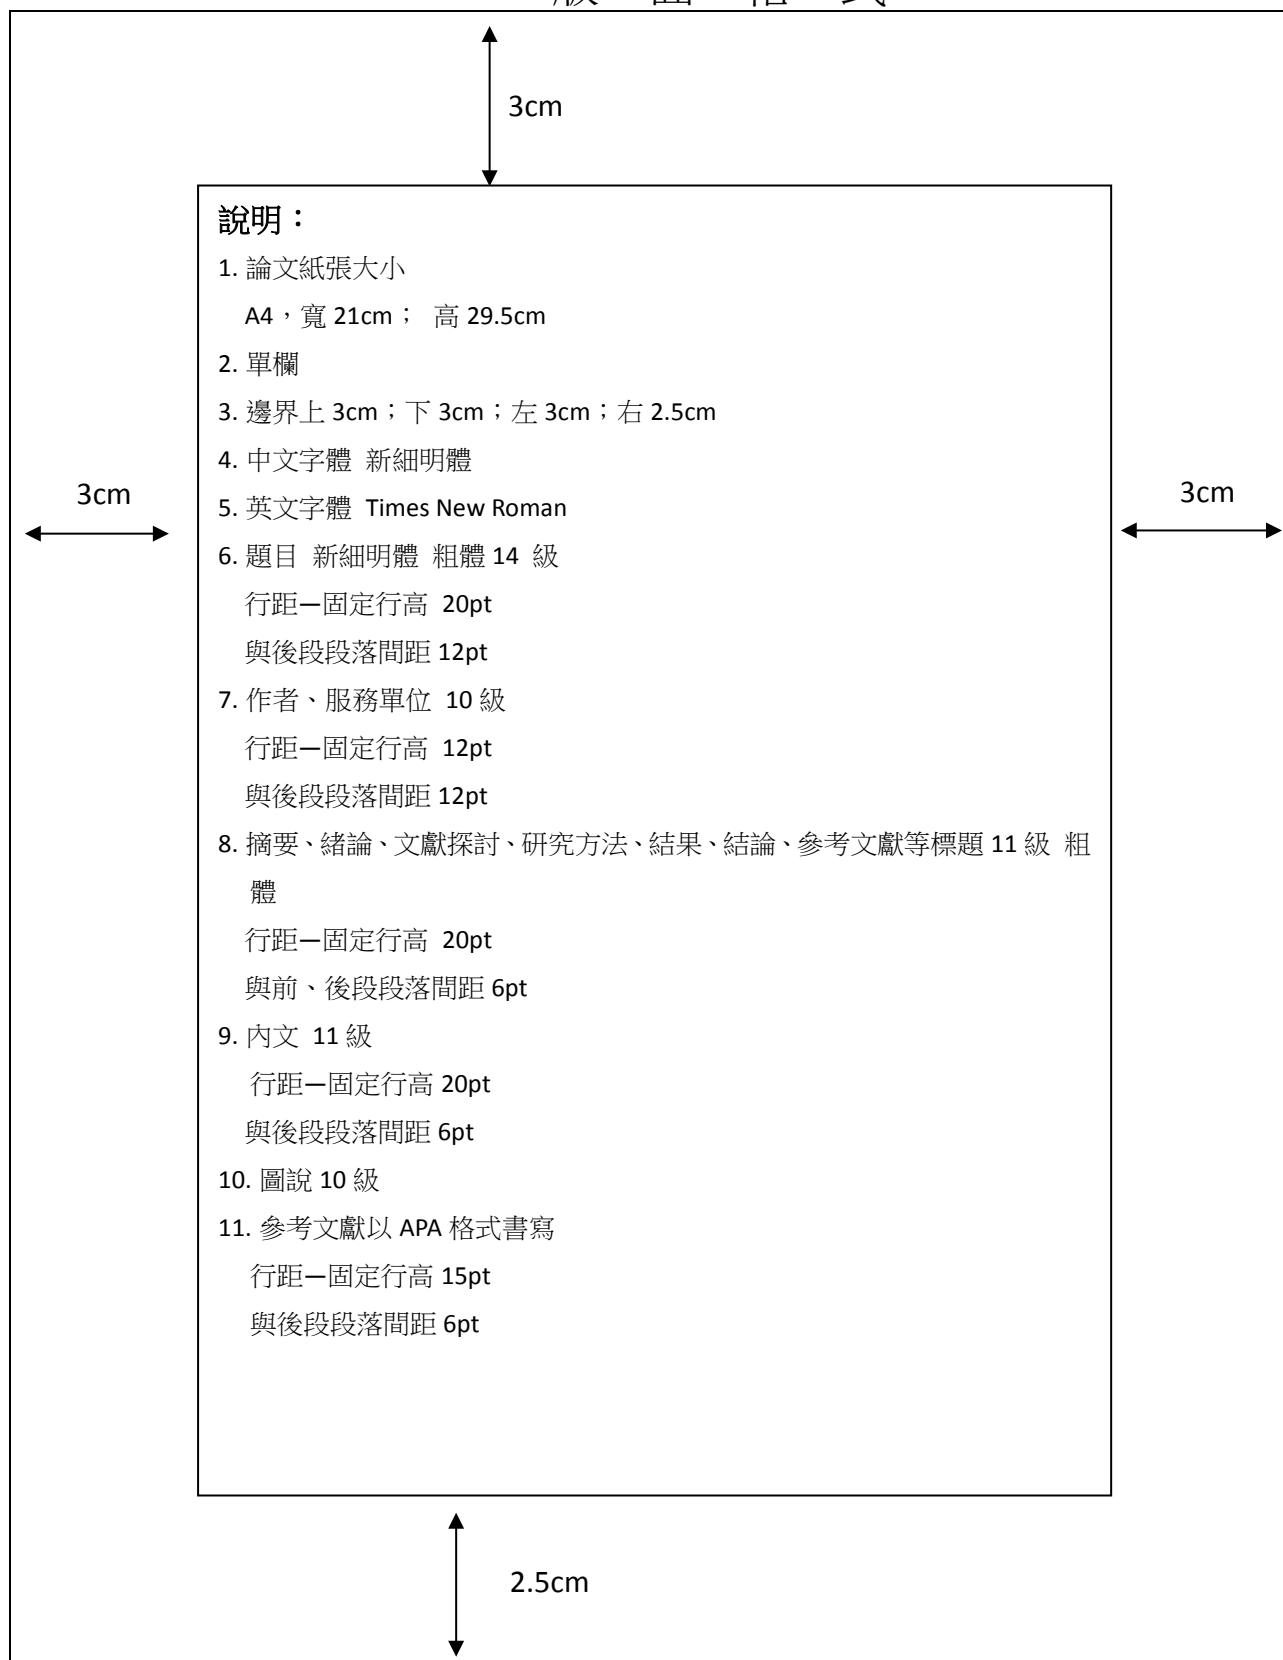 版 面 格 式
3cm
說明：
1. 論文紙張大小
A4，寬 21cm； 高 29.5cm
2. 單欄
3. 邊界上 3cm；下 3cm；左 3cm；右 2.5cm
4. 中文字體 新細明體
3cm
3cm
5. 英文字體 Times New Roman
6. 題目 新細明體 粗體 14 級
行距—固定行高 20pt
與後段段落間距 12pt
7. 作者、服務單位 10 級
行距—固定行高 12pt
與後段段落間距 12pt
8. 摘要、緒論、文獻探討、研究方法、結果、結論、參考文獻等標題 11 級 粗
體
行距—固定行高 20pt
與前、後段段落間距 6pt
9. 內文 11 級
行距—固定行高 20pt
與後段段落間距 6pt
10. 圖說 10 級
11. 參考文獻以 APA 格式書寫
行距—固定行高 15pt
與後段段落間距 6pt
2.5cm